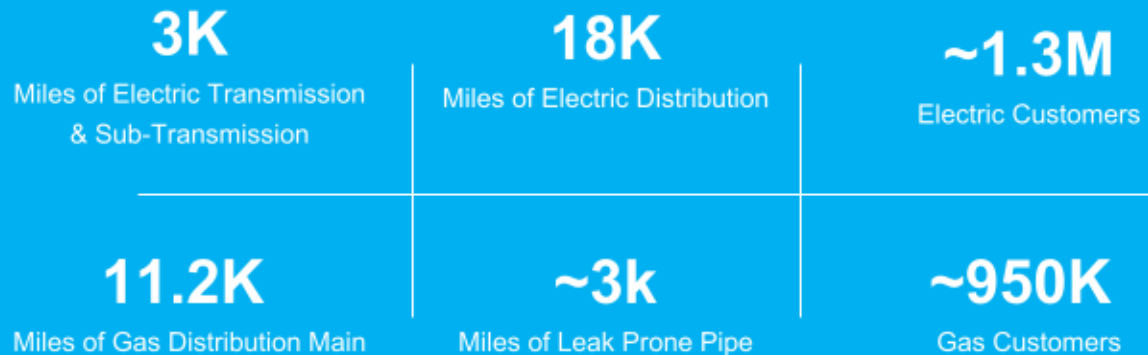 3K
Miles of Electric Transmission
& Sub-Transmission
18K
Miles of Electric Distribution
~1.3M
Electric Customers
11.2K
Miles of Gas Distribution Main
~3k
Miles of Leak Prone Pipe
~950K
Gas Customers